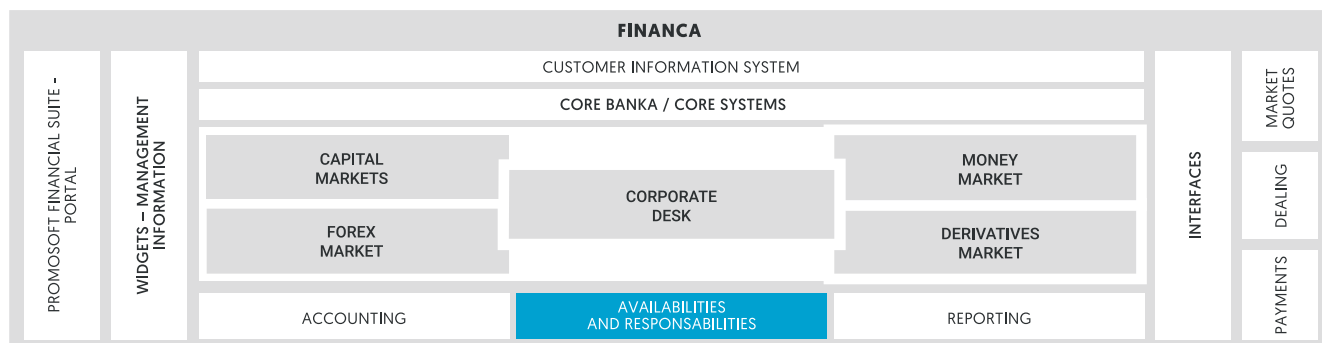 FINANCA
PROMOSOFT FINANCIAL SUITE -
PORTAL
WIDGETS – MANAGEMENT
INFORMATION
CUSTOMER INFORMATION SYSTEM
CORE BANKA / CORE SYSTEMS
CAPITAL
MARKETS
FOREX
MARKET
CORPORATE
DESK
MONEY
MARKET
DERIVATIVES
MARKET
ACCOUNTING
AVAILABILITIES
AND RESPONSABILITIES
REPORTING
INTERFACES
MARKET
QUOTES
DEALING
PAYMENTS